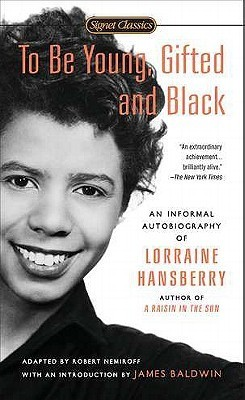 Signet Classics
To Be Young, Gifted
and Black
"An extraordinary
achievement...
brilliantly alive."
—The New York Times
AN INFORMAL
AUTOBIOGRAPHY
OF
LORRAINE
HANSBERRY
AUTHOR OF
A RAISIN IN THE SUN
ADAPTED BY ROBERT NEMIROFF
WITH AN INTRODUCTION BY JAMES BALDWIN